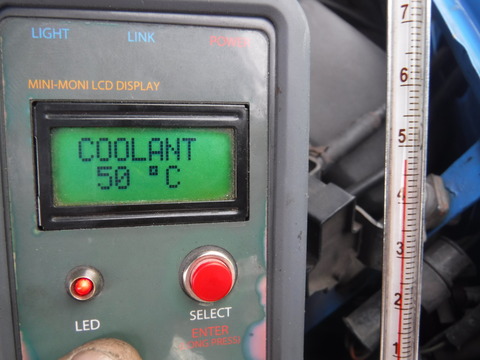 LIGHT LINK POWER
MINI-MONI LCD DISPLAY
COOLANT
50 °C
SELECT
LED
ENTER
7
6
5
4
3
2
1